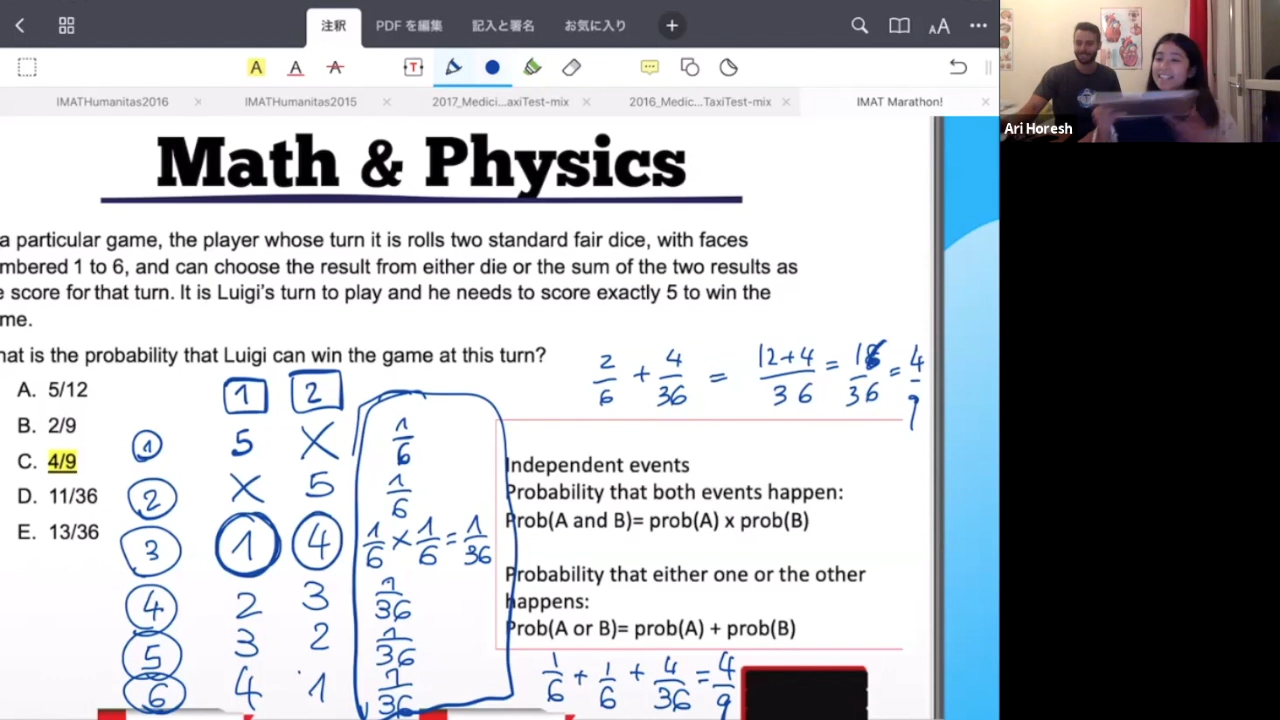 注釈 PDF を編集 記入と署名 お気に入り +
AA
A A A T
IMATHumanitas2016 × IMATHumanitas2015 × 2017_Medici...axiTest-mix × 2016_Medic...TaxiTest-mix × IMAT Marathon! ×
Ari Horesh
Math & Physics
a particular game, the player whose turn it is rolls two standard fair dice, with faces
mbered 1 to 6, and can choose the result from either die or the sum of the two results as
e score for that turn. It is Luigi's turn to play and he needs to score exactly 5 to win the
me.
hat is the probability that Luigi can win the game at this turn?
2/6 + 4/36 = 12+4/36 = 16/36 = 4/9
A. 5/12
B. 2/9
C. 4/9
D. 11/36
E. 13/36
1 2
1 5 X 1/6
2 X 5 1/6
3 1 4 1/6 × 1/6 = 1/36
4 2 3 1/36
5 3 2 1/36
6 4 1 1/36
Independent events
Probability that both events happen:
Prob(A and B)= prob(A) x prob(B)
Probability that either one or the other
happens:
Prob(A or B)= prob(A) + prob(B)
1/6 + 1/6 + 4/36 = 4/9